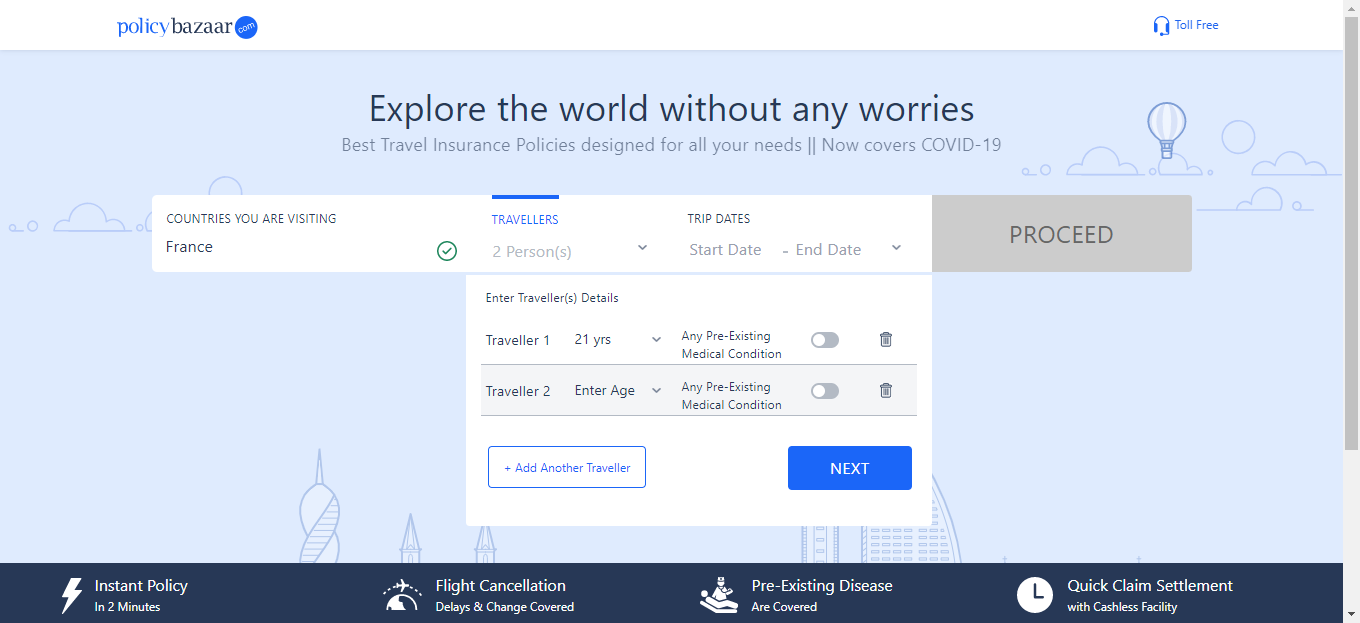 policybazaar com
Toll Free
Explore the world without any worries
Best Travel Insurance Policies designed for all your needs || Now covers COVID-19
COUNTRIES YOU ARE VISITING
France
TRAVELLERS
2 Person(s)
TRIP DATES
Start Date - End Date
PROCEED
Enter Traveller(s) Details
Traveller 1 21 yrs
Any Pre-Existing
Medical Condition
Traveller 2 Enter Age
Any Pre-Existing
Medical Condition
+ Add Another Traveller
NEXT
Instant Policy
In 2 Minutes
Flight Cancellation
Delays & Change Covered
Pre-Existing Disease
Are Covered
Quick Claim Settlement
with Cashless Facility